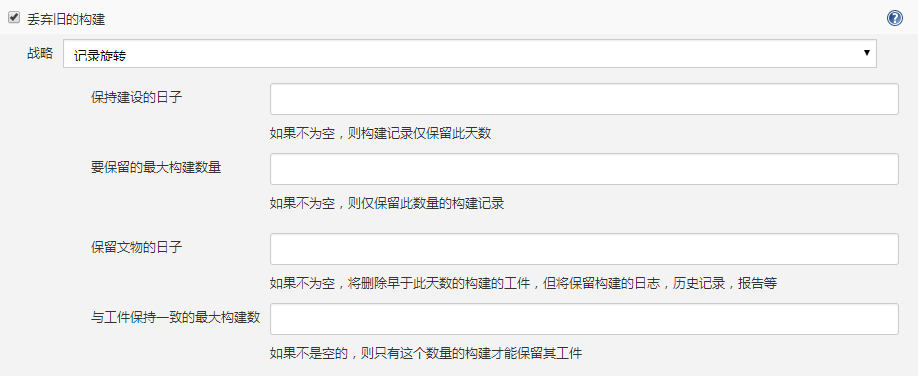 丢弃旧的构建
战略 记录旋转
保持建设的日子
如果不为空，则构建记录仅保留此天数
要保留的最大构建数量
如果不为空，则仅保留此数量的构建记录
保留文物的日子
如果不为空，将删除早于此天数的构建的工件，但将保留构建的日志，历史记录，报告等
与工件保持一致的最大构建数
如果不是空的，则只有这个数量的构建才能保留其工件